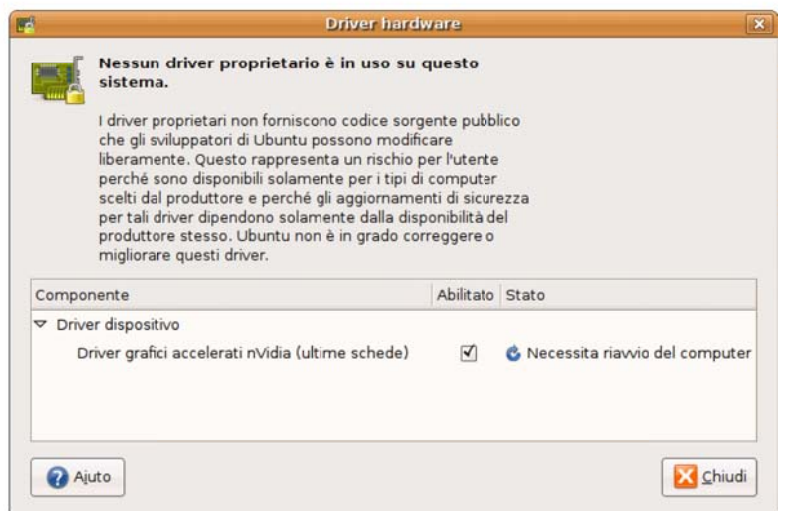 Driver hardware
Nessun driver proprietario è in uso su questo
sistema.
I driver proprietari non forniscono codice sorgente pubblico
che gli sviluppatori di Ubuntu possono modificare
liberamente. Questo rappresenta un rischio per l'utente
perché sono disponibili solamente per i tipi di computer
scelti dal produttore e perché gli aggiornamenti di sicurezza
per tali driver dipendono solamente dalla disponibilità del
produttore stesso. Ubuntu non è in grado correggere o
migliorare questi driver.
Componente Abilitato Stato
Driver dispositivo
Driver grafici accelerati nVidia (ultime schede) Necessita riavvio del computer
Aiuto Chiudi